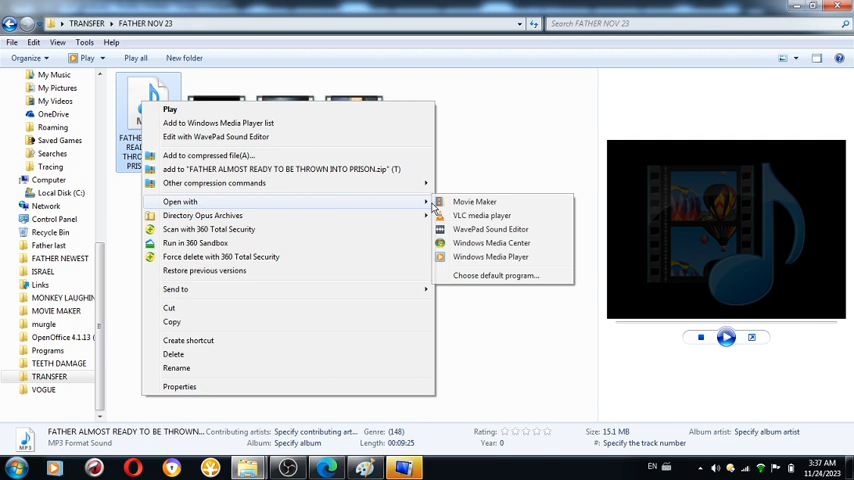 TRANSFER
FATHER NOV 23
Search FATHER NOV 23
File
Edit
View
Tools
Help
Organize
Play
Play all
New folder
My Music
My Pictures
My Videos
OneDrive
Roaming
Saved Games
Searches
Tracing
Computer
Local Disk (C:)
Network
Control Panel
Father last
FATHER NEWEST
ISRAEL
Links
MONKEY LAUGHIN
MOVIE MAKER
murgle
OpenOffice 4.1.13 (
Programs
TEETH DAMAGE
TRANSFER
VOGUE
Play
Add to Windows Media Player list
Edit with WavePad Sound Editor
Add to compressed file(A)...
add to "FATHER ALMOST READY TO BE THROWN INTO PRISON.zip" (T)
Other compression commands
Open with
Directory Opus Archives
Scan with 360 Total Security
Run in 360 Sandbox
Force delete with 360 Total Security
Restore previous versions
Send to
Cut
Copy
Create shortcut
Delete
Rename
Properties
Movie Maker
VLC media player
WavePad Sound Editor
Windows Media Center
Windows Media Player
Choose default program...
FATHER ALMOST READY TO BE THROWN...
MP3 Format Sound
Contributing artists: Specify contributing art...
Album: Specify album
Genre: (148)
Length: 00:09:25
Rating:
Year: 0
Size: 15.1 MB
#: Specify the track number
Album artist: Specify album artist
MP3
EN
3:37 AM
11/24/2023